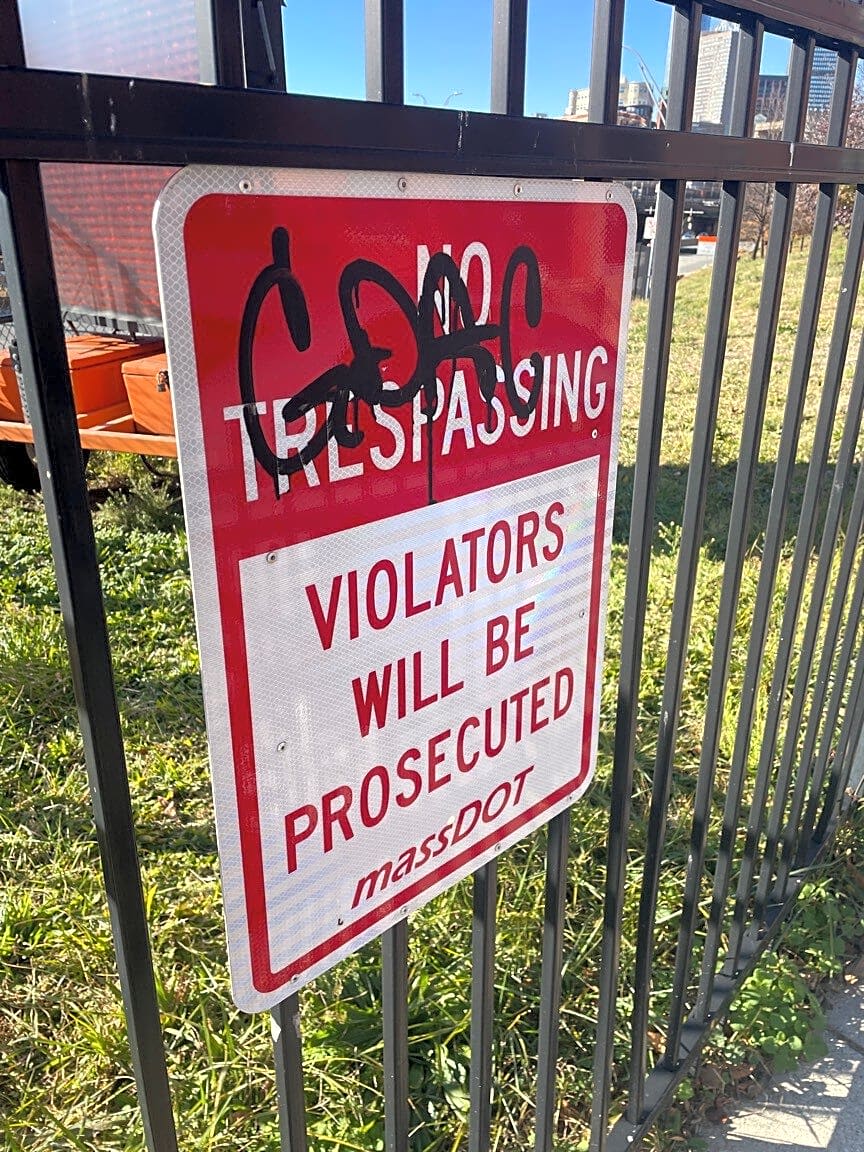 NO
TRESPASSING
VIOLATORS
WILL BE
PROSECUTED
massDOT